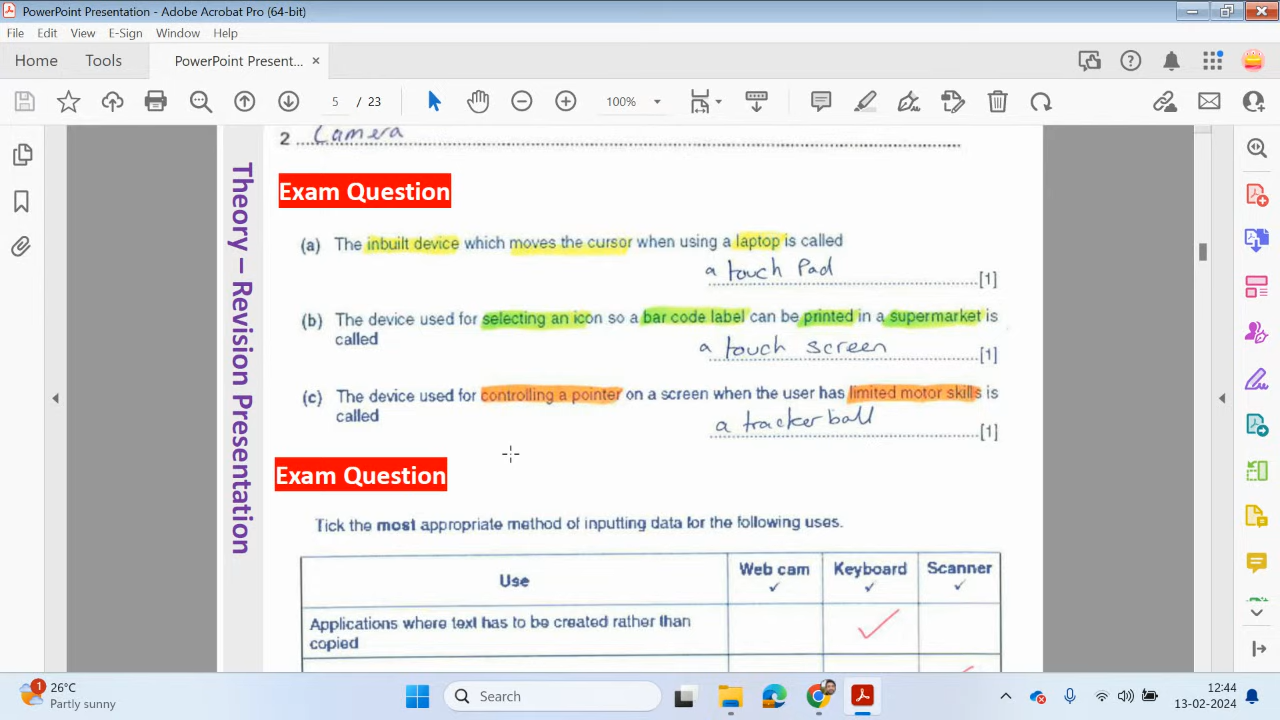 PowerPoint Presentation - Adobe Acrobat Pro (64-bit)
File Edit View E-Sign Window Help
Home Tools PowerPoint Present... ×
5 / 23 100%
2 Camera
Exam Question
(a) The inbuilt device which moves the cursor when using a laptop is called
a touch Pad [1]
(b) The device used for selecting an icon so a bar code label can be printed in a supermarket is
called
a touch screen [1]
(c) The device used for controlling a pointer on a screen when the user has limited motor skills is
called
a tracker ball [1]
Exam Question
Tick the most appropriate method of inputting data for the following uses.
Use Web cam Keyboard Scanner
✓ ✓ ✓
Applications where text has to be created rather than
copied
Theory – Revision Presentation
1 26°C
Partly sunny
Search
12:44
13-02-2024